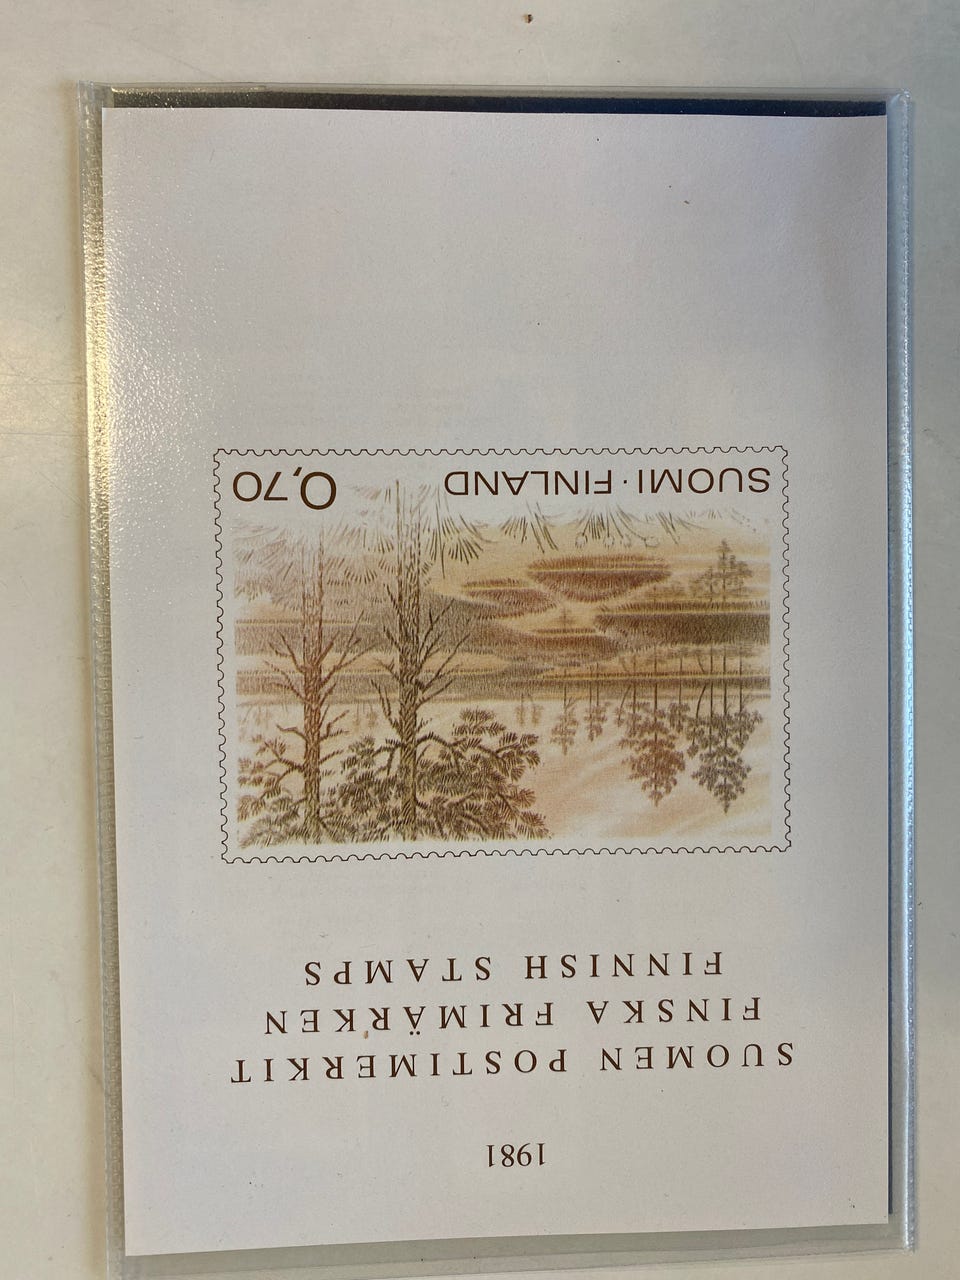 1981
SUOMEN POSTIMERKIT
FINSKA FRIMÄRKEN
FINNISH STAMPS
SUOMI·FINLAND 0,70